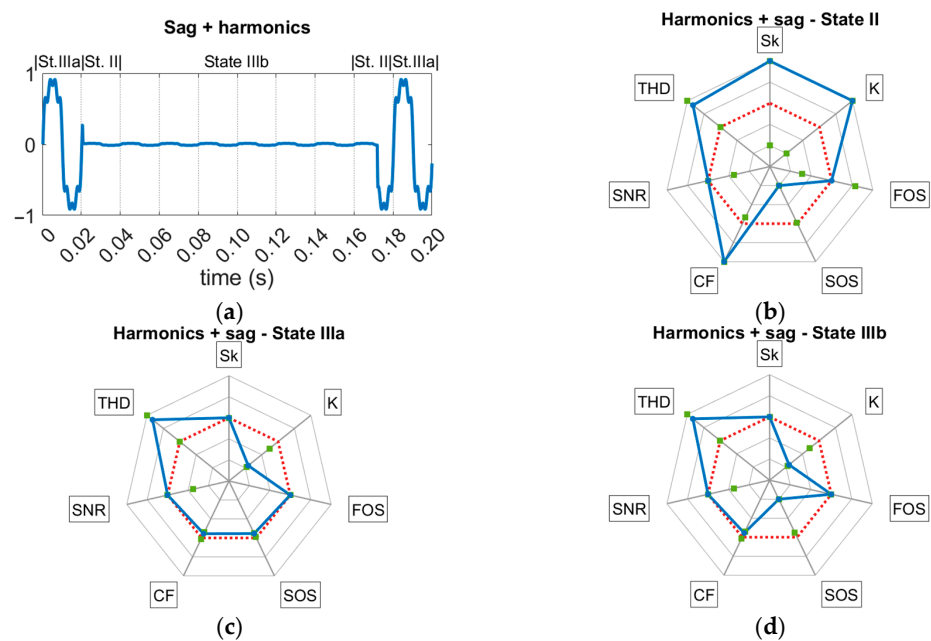 Sag + harmonics
|St.IIIa|St. II| State IIIb |St. II|StIIIa|
1
0
−1
0 0.02 0.04 0.06 0.08 0.10 0.12 0.14 0.16 0.18 0.20
time (s)
(a)
Harmonics + sag - State II
Sk
THD K
SNR FOS
CF SOS
(b)
Harmonics + sag - State IIIa
Sk
THD K
SNR FOS
CF SOS
(c)
Harmonics + sag - State IIIb
Sk
THD K
SNR FOS
CF SOS
(d)